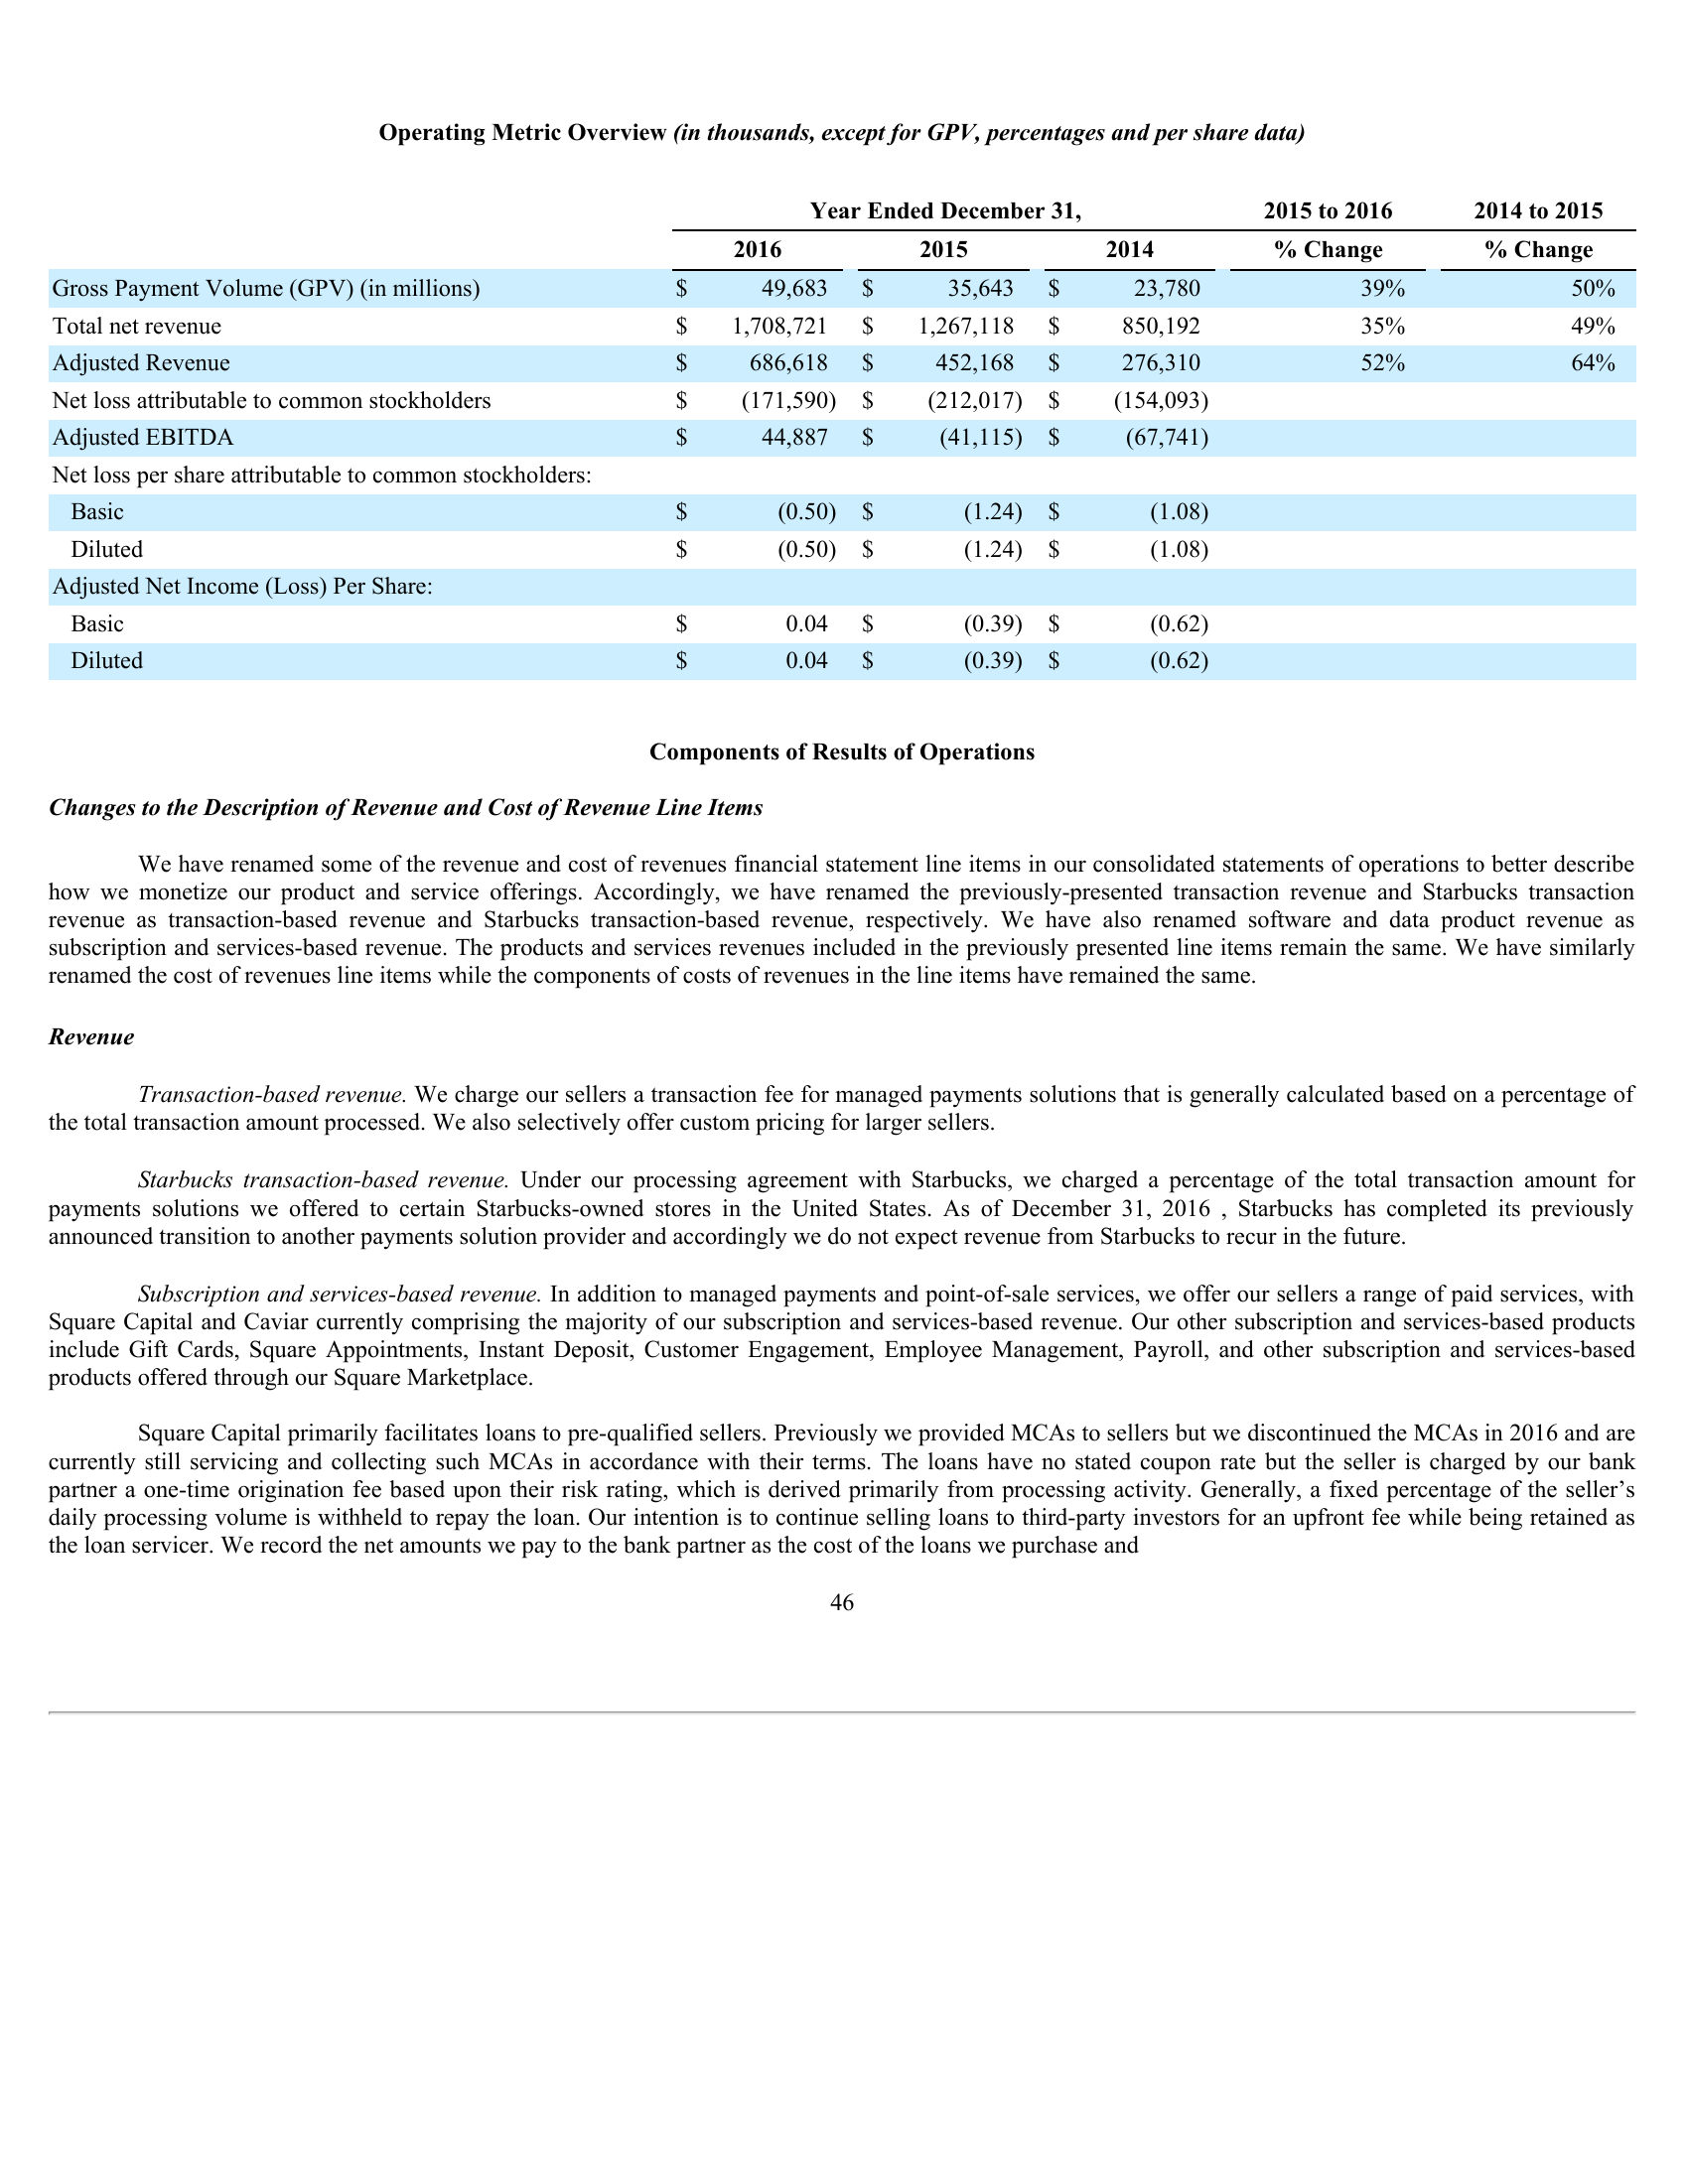 Operating Metric Overview (in thousands, except for GPV, percentages and per share data)
Year Ended December 31, 2015 to 2016 2014 to 2015
2016 2015 2014 % Change % Change
Gross Payment Volume (GPV) (in millions) $ 49,683 $ 35,643 $ 23,780 39% 50%
Total net revenue $ 1,708,721 $ 1,267,118 $ 850,192 35% 49%
Adjusted Revenue $ 686,618 $ 452,168 $ 276,310 52% 64%
Net loss attributable to common stockholders $ (171,590) $ (212,017) $ (154,093)
Adjusted EBITDA $ 44,887 $ (41,115) $ (67,741)
Net loss per share attributable to common stockholders:
Basic $ (0.50) $ (1.24) $ (1.08)
Diluted $ (0.50) $ (1.24) $ (1.08)
Adjusted Net Income (Loss) Per Share:
Basic $ 0.04 $ (0.39) $ (0.62)
Diluted $ 0.04 $ (0.39) $ (0.62)
Components of Results of Operations
Changes to the Description of Revenue and Cost of Revenue Line Items
We have renamed some of the revenue and cost of revenues financial statement line items in our consolidated statements of operations to better describe
how we monetize our product and service offerings. Accordingly, we have renamed the previously-presented transaction revenue and Starbucks transaction
revenue as transaction-based revenue and Starbucks transaction-based revenue, respectively. We have also renamed software and data product revenue as
subscription and services-based revenue. The products and services revenues included in the previously presented line items remain the same. We have similarly
renamed the cost of revenues line items while the components of costs of revenues in the line items have remained the same.
Revenue
Transaction-based revenue. We charge our sellers a transaction fee for managed payments solutions that is generally calculated based on a percentage of
the total transaction amount processed. We also selectively offer custom pricing for larger sellers.
Starbucks transaction-based revenue. Under our processing agreement with Starbucks, we charged a percentage of the total transaction amount for
payments solutions we offered to certain Starbucks-owned stores in the United States. As of December 31, 2016 , Starbucks has completed its previously
announced transition to another payments solution provider and accordingly we do not expect revenue from Starbucks to recur in the future.
Subscription and services-based revenue. In addition to managed payments and point-of-sale services, we offer our sellers a range of paid services, with
Square Capital and Caviar currently comprising the majority of our subscription and services-based revenue. Our other subscription and services-based products
include Gift Cards, Square Appointments, Instant Deposit, Customer Engagement, Employee Management, Payroll, and other subscription and services-based
products offered through our Square Marketplace.
Square Capital primarily facilitates loans to pre-qualified sellers. Previously we provided MCAs to sellers but we discontinued the MCAs in 2016 and are
currently still servicing and collecting such MCAs in accordance with their terms. The loans have no stated coupon rate but the seller is charged by our bank
partner a one-time origination fee based upon their risk rating, which is derived primarily from processing activity. Generally, a fixed percentage of the seller’s
daily processing volume is withheld to repay the loan. Our intention is to continue selling loans to third-party investors for an upfront fee while being retained as
the loan servicer. We record the net amounts we pay to the bank partner as the cost of the loans we purchase and
46